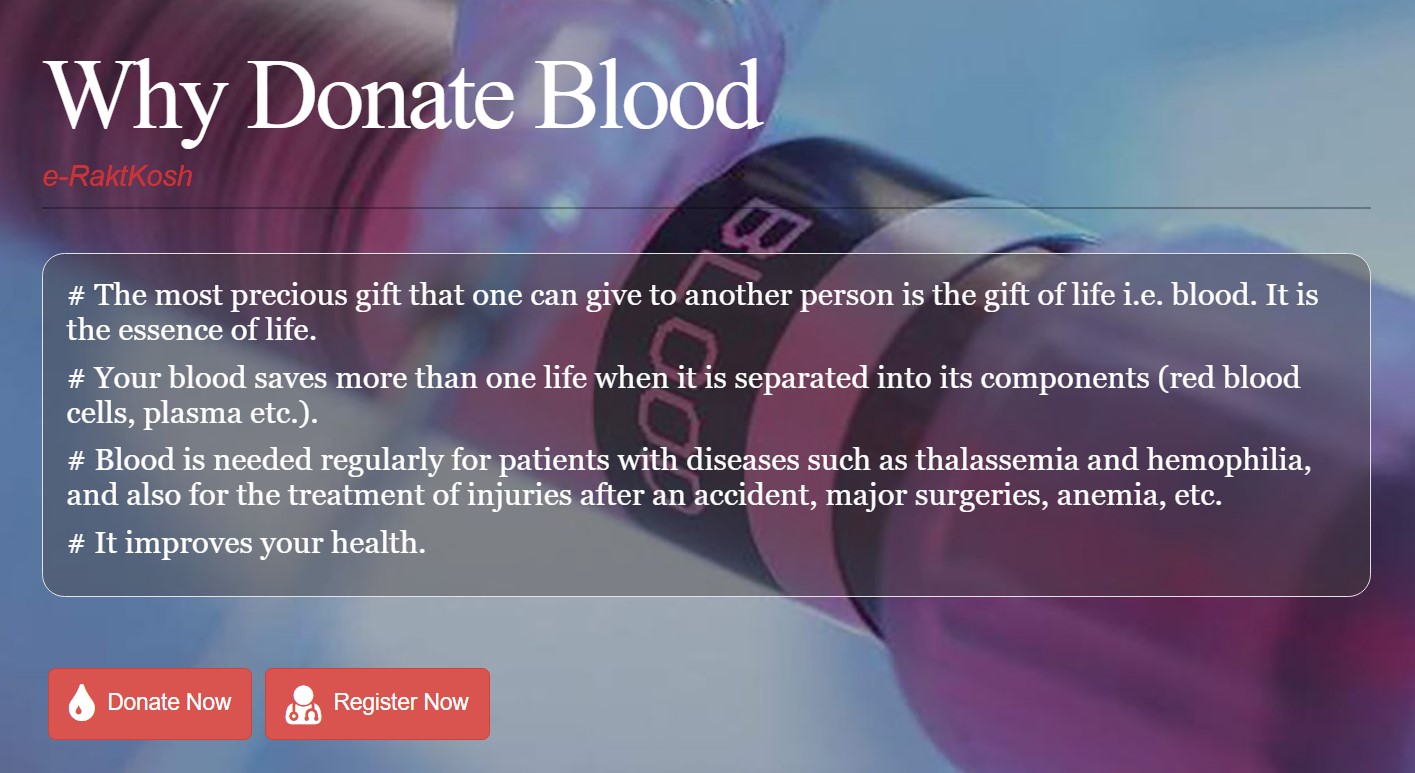 Why Donate Blood
e-RaktKosh
BLOOD
# The most precious gift that one can give to another person is the gift of life i.e. blood. It is
the essence of life.
# Your blood saves more than one life when it is separated into its components (red blood
cells, plasma etc.).
# Blood is needed regularly for patients with diseases such as thalassemia and hemophilia,
and also for the treatment of injuries after an accident, major surgeries, anemia, etc.
# It improves your health.
Donate Now
Register Now